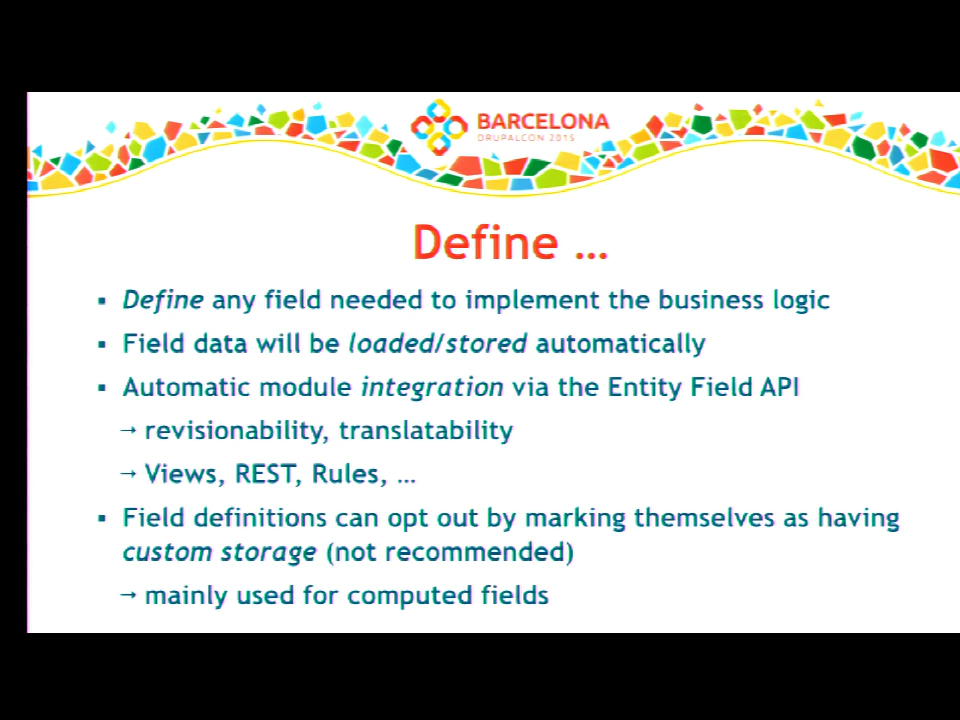 BARCELONA
DRUPALCON 2015
Define ...
▪ Define any field needed to implement the business logic
▪ Field data will be loaded/stored automatically
▪ Automatic module integration via the Entity Field API
→ revisionability, translatability
→ Views, REST, Rules, ...
▪ Field definitions can opt out by marking themselves as having
custom storage (not recommended)
→ mainly used for computed fields